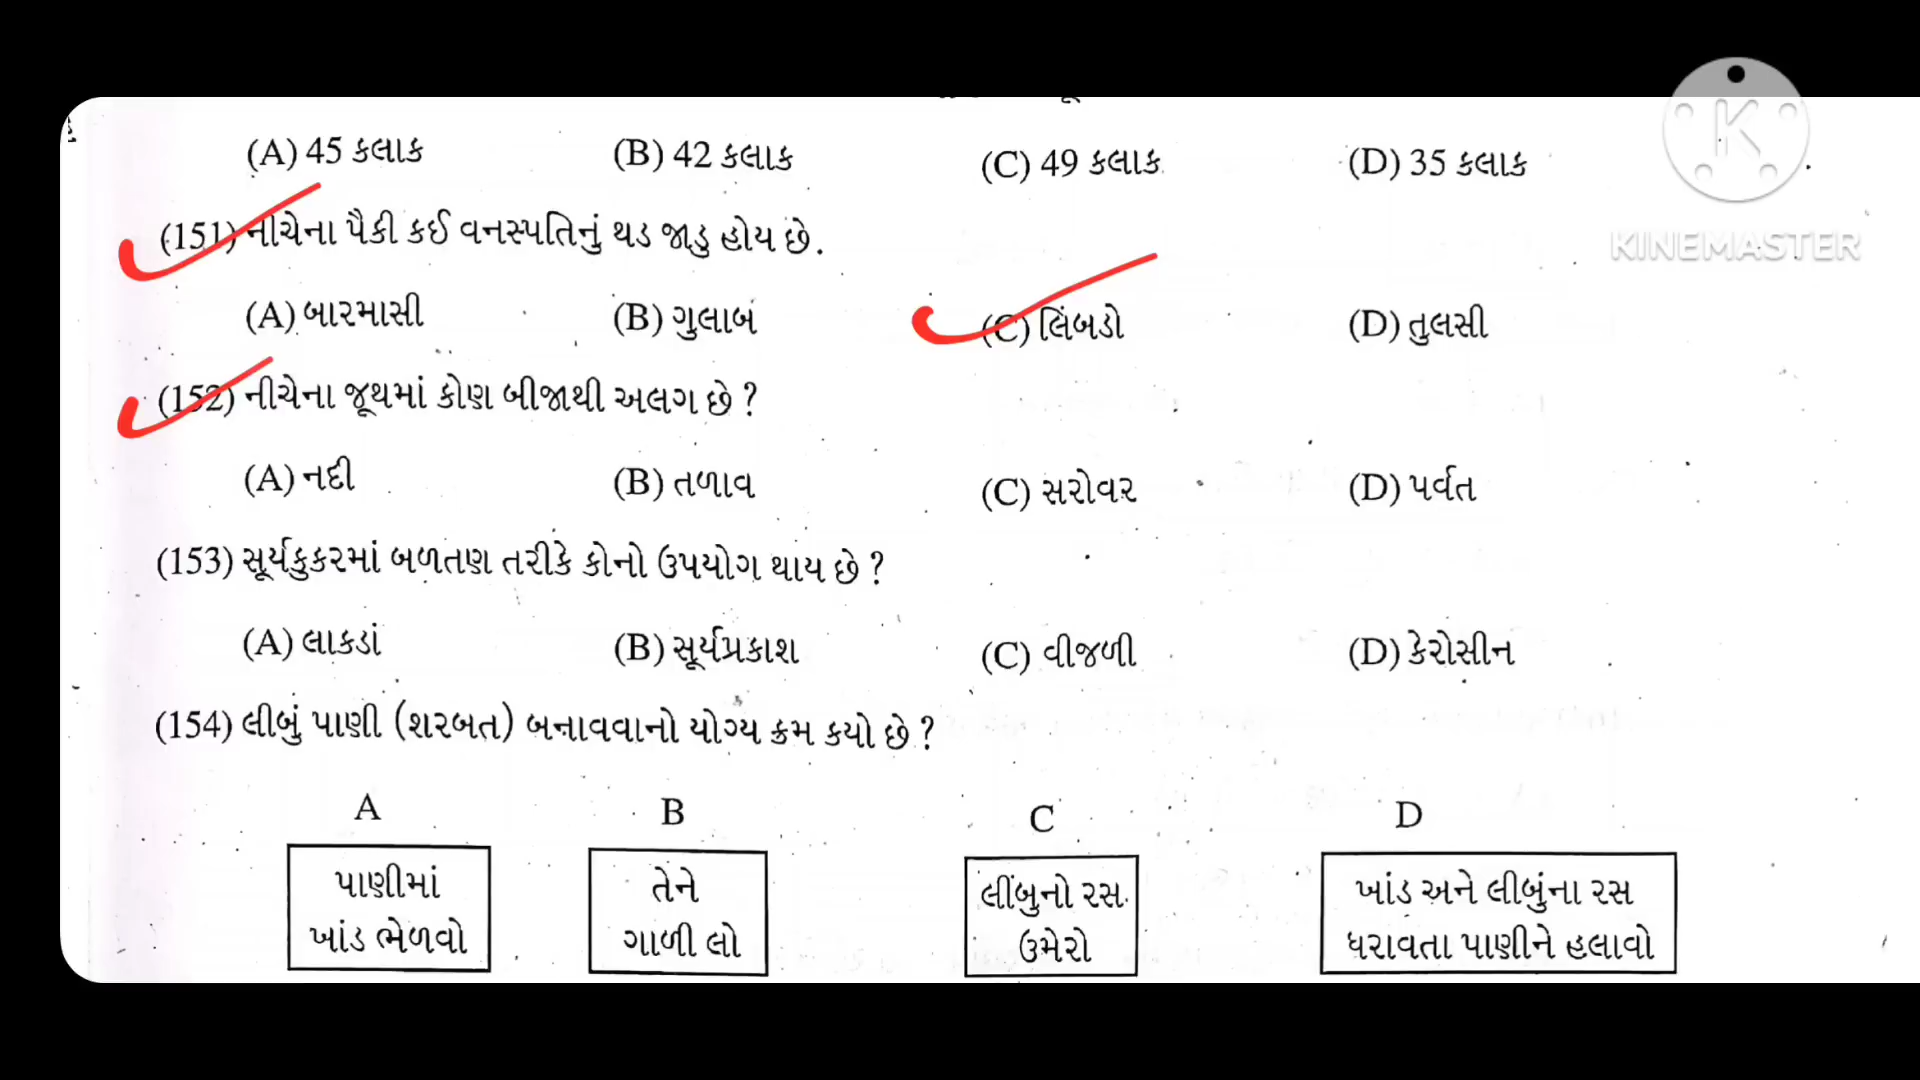 (A) 45 કલાક (B) 42 કલાક (C) 49 કલાક (D) 35 કલાક
KINEMASTER
(151) નીચેના પૈકી કઈ વનસ્પતિનું થડ જાડુ હોય છે.
(A) બારમાસી (B) ગુલાબ (C) લિંબડો (D) તુલસી
(152) નીચેના જૂથમાં કોણ બીજાથી અલગ છે ?
(A) નદી (B) તળાવ (C) સરોવર (D) પર્વત
(153) સૂર્યકુકરમાં બળતણ તરીકે કોનો ઉપયોગ થાય છે ?
(A) લાકડાં (B) સૂર્યપ્રકાશ (C) વીજળી (D) કેરોસીન
(154) લીબું પાણી (શરબત) બનાવવાનો યોગ્ય ક્રમ કયો છે ?
A B C D
પાણીમાં
ખાંડ ભેળવો
તેને
ગાળી લો
લીંબુનો રસ
ઉમેરો
ખાંડ અને લીબુંના રસ
ધરાવતા પાણીને હલાવો